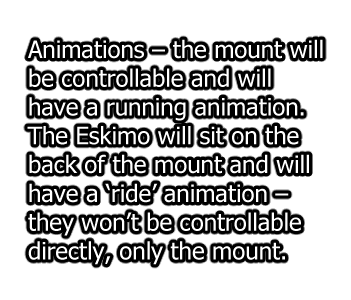 Animations – the mount will
be controllable and will
have a running animation.
The Eskimo will sit on the
back of the mount and will
have a ‘ride’ animation –
they won’t be controllable
directly, only the mount.